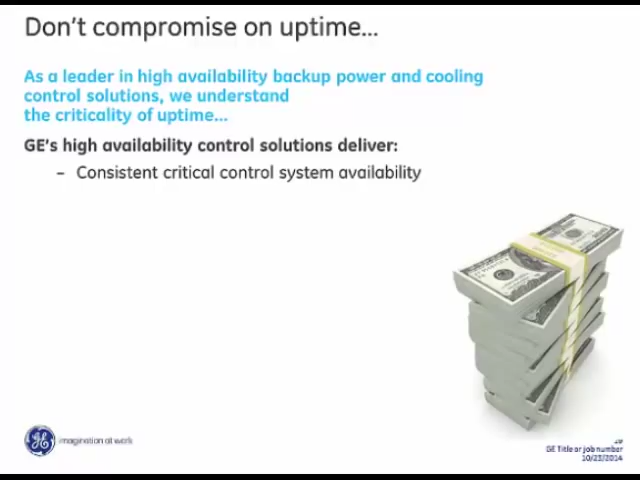 Don't compromise on uptime...
As a leader in high availability backup power and cooling
control solutions, we understand
the criticality of uptime...
GE's high availability control solutions deliver:
– Consistent critical control system availability
imagination at work
GE Title or job number
10/23/2014